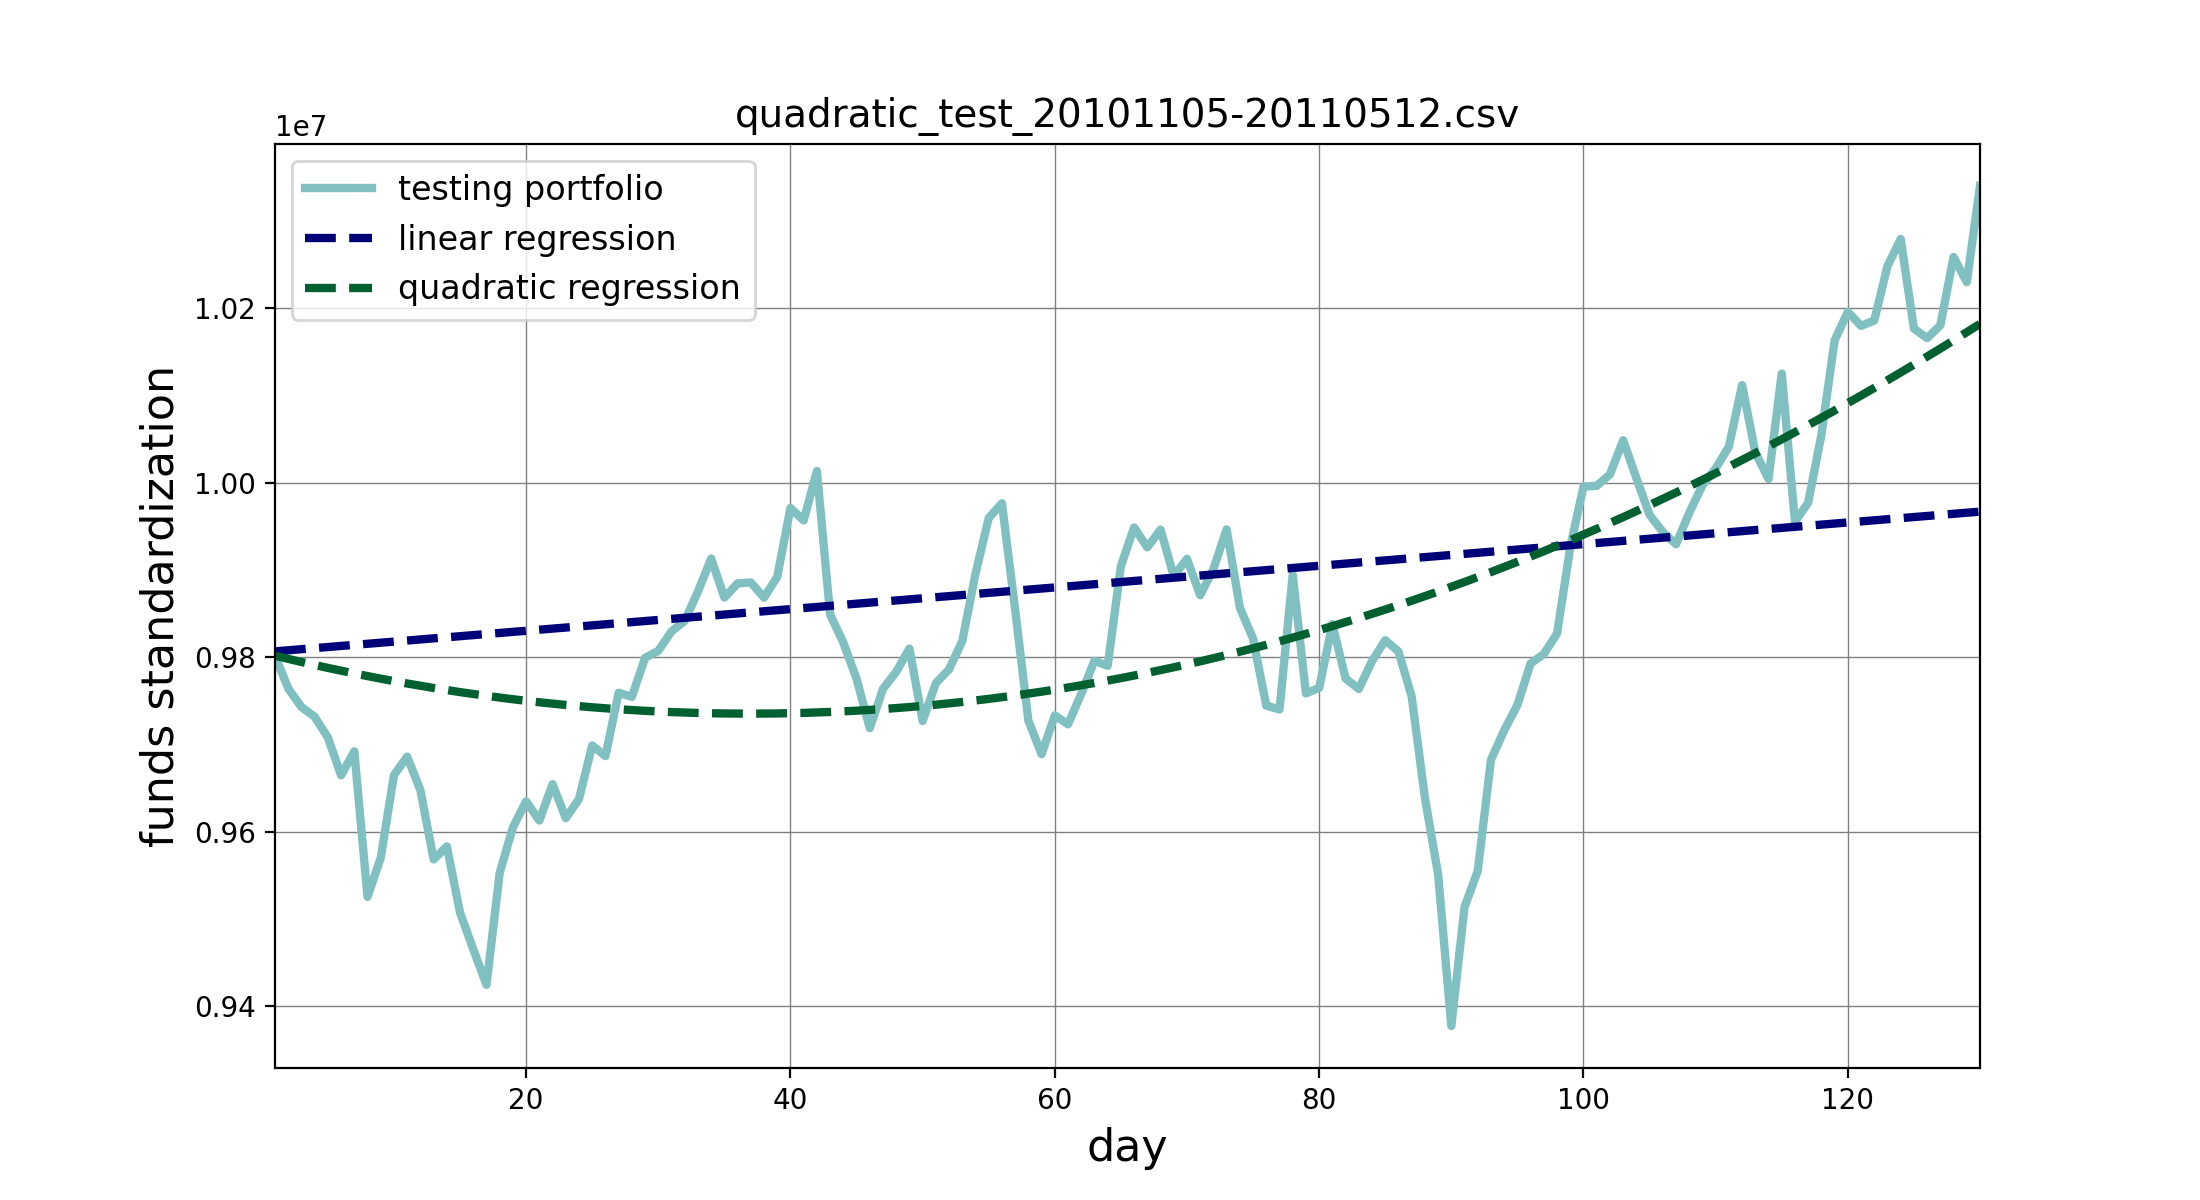 quadratic_test_20101105-20110512.csv
1e7
testing portfolio
linear regression
quadratic regression
1.02
1.00
0.98
0.96
0.94
funds standardization
20 40 60 80 100 120
day